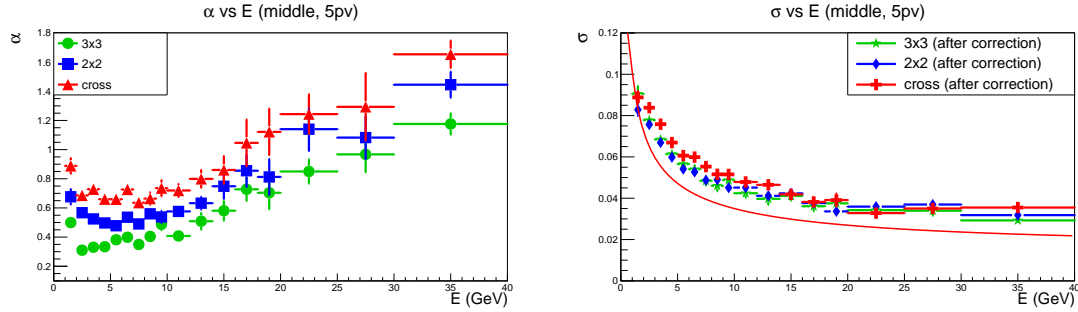 α vs E (middle, 5pv)
α
1.8
1.6
1.4
1.2
1
0.8
0.6
0.4
0.2
3x3
2x2
cross
0 5 10 15 20 25 30 35 40
E (GeV)
σ vs E (middle, 5pv)
σ
0.12
0.1
0.08
0.06
0.04
0.02
0
3x3 (after correction)
2x2 (after correction)
cross (after correction)
0 5 10 15 20 25 30 35 40
E (GeV)